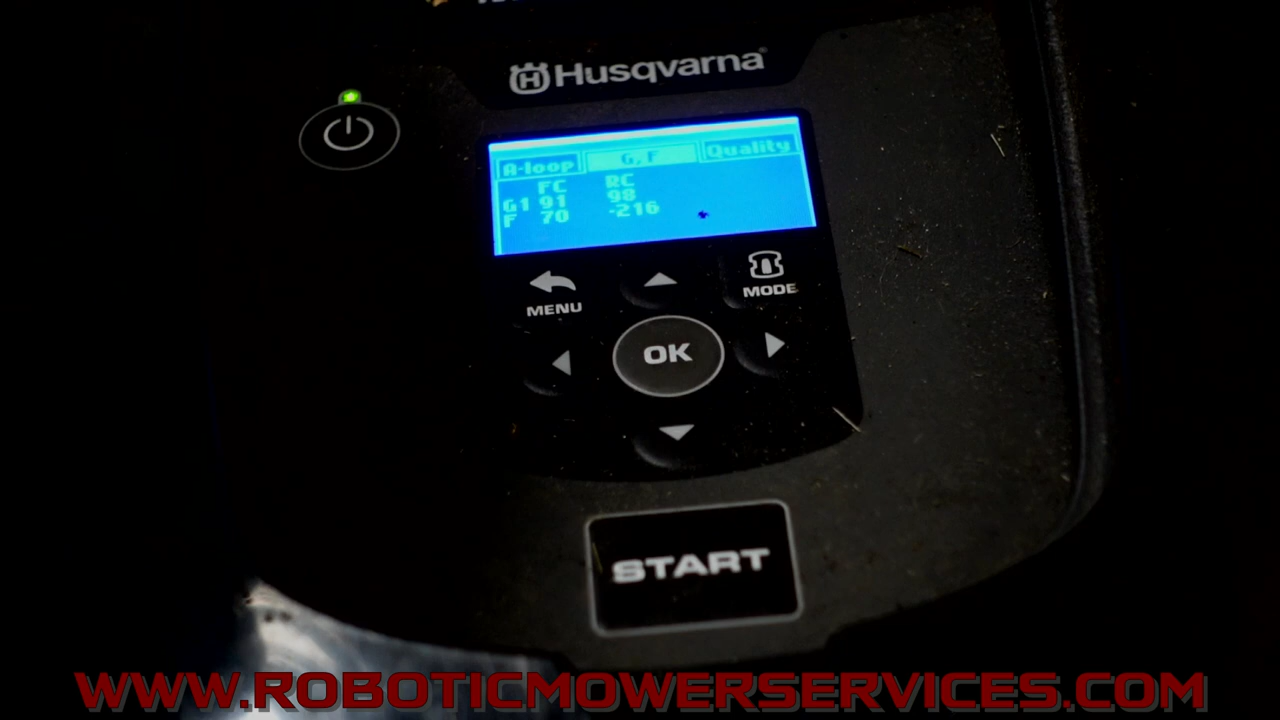 Husqvarna
A-loop G, F Quality
FC RC
G1 91 98
F 70 -216
MENU
MODE
OK
START
WWW.ROBOTICMOWERSERVICES.COM